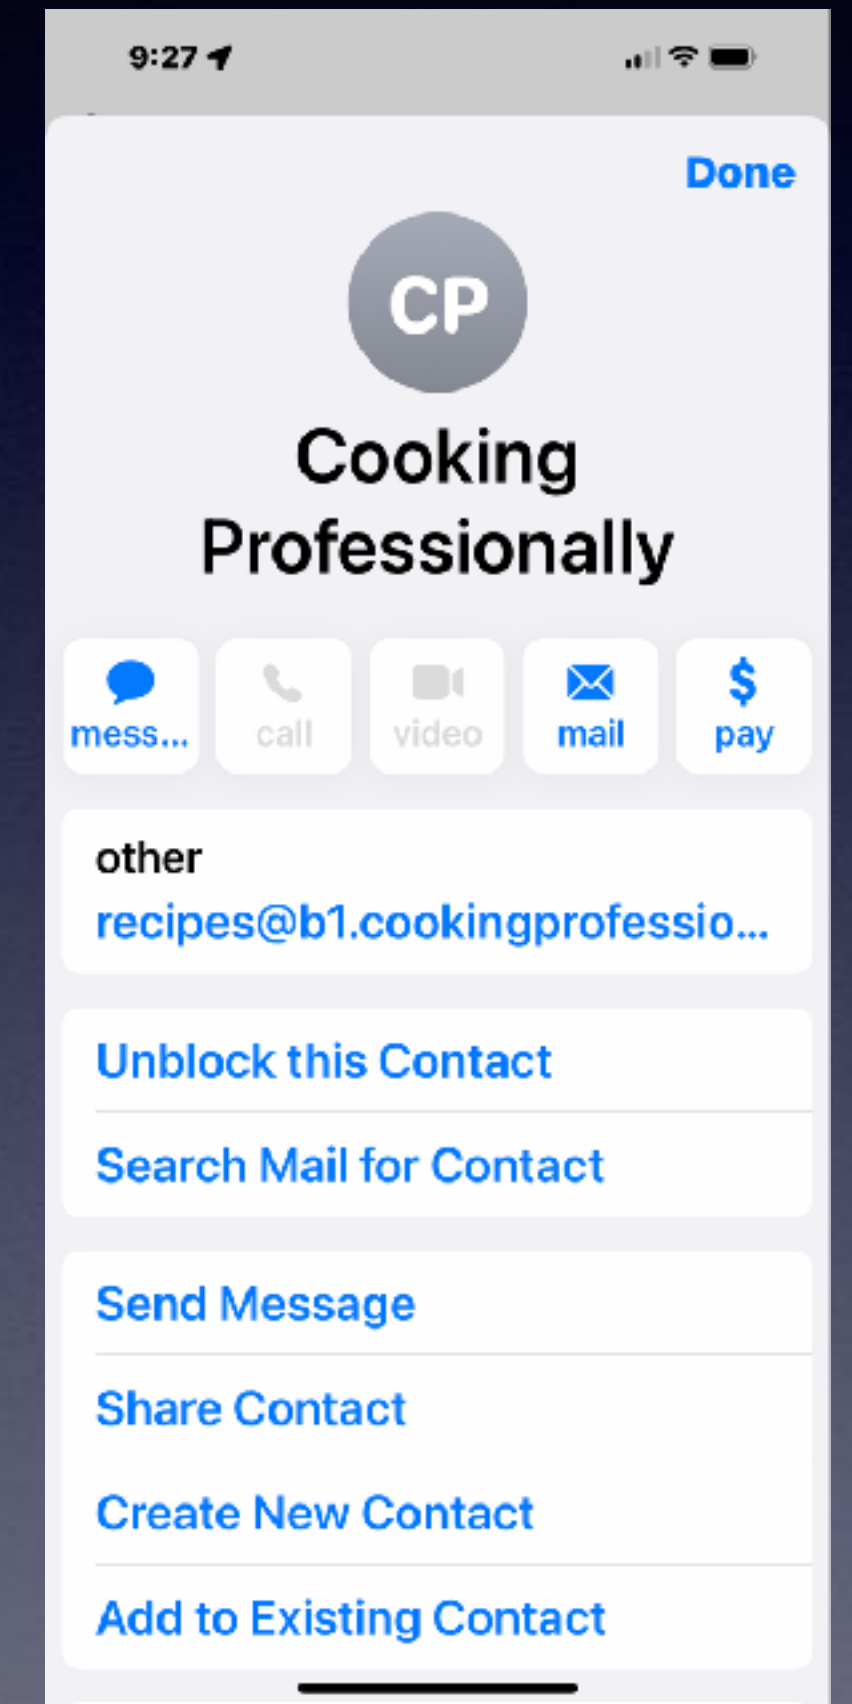 9:27
Done
CP
Cooking
Professionally
mess...
call
video
mail
$
pay
other
recipes@b1.cookingprofessio...
Unblock this Contact
Search Mail for Contact
Send Message
Share Contact
Create New Contact
Add to Existing Contact